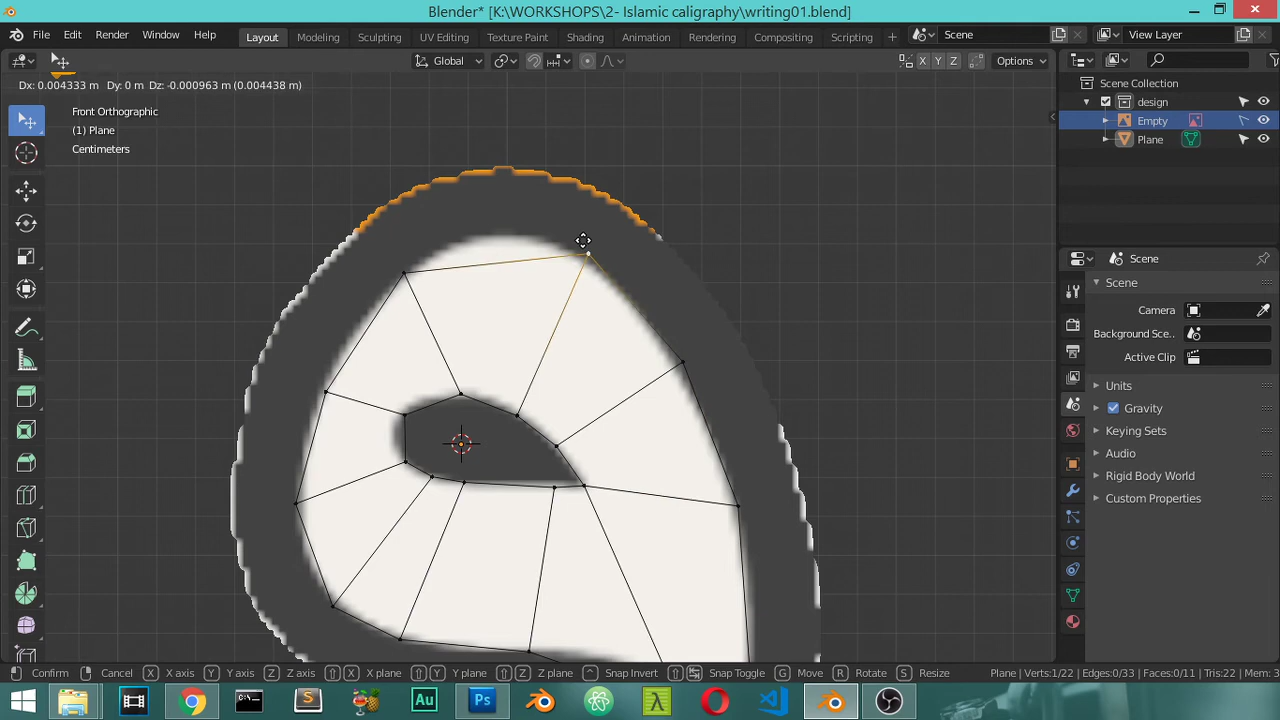 Blender* [K:\WORKSHOPS\2- Islamic caligraphy\writing01.blend]
File Edit Render Window Help Layout Modeling Sculpting UV Editing Texture Paint Shading Animation Rendering Compositing Scripting + Scene View Layer
Global X Y Z Options
Dx: 0.004333 m Dy: 0 m Dz: -0.000963 m (0.004438 m)
Front Orthographic
(1) Plane
Centimeters
Scene Collection
design
Empty
Plane
Scene
Scene
Camera
Background Sce..
Active Clip
Units
Gravity
Keying Sets
Audio
Rigid Body World
Custom Properties
Confirm Cancel X X axis Y Y axis Z Z axis X X plane Y Y plane Z Z plane Snap Invert Snap Toggle G Move R Rotate S Resize Plane | Verts:1/22 | Edges:0/33 | Faces:0/11 | Tris:22 | Mem: 3
Au Ps